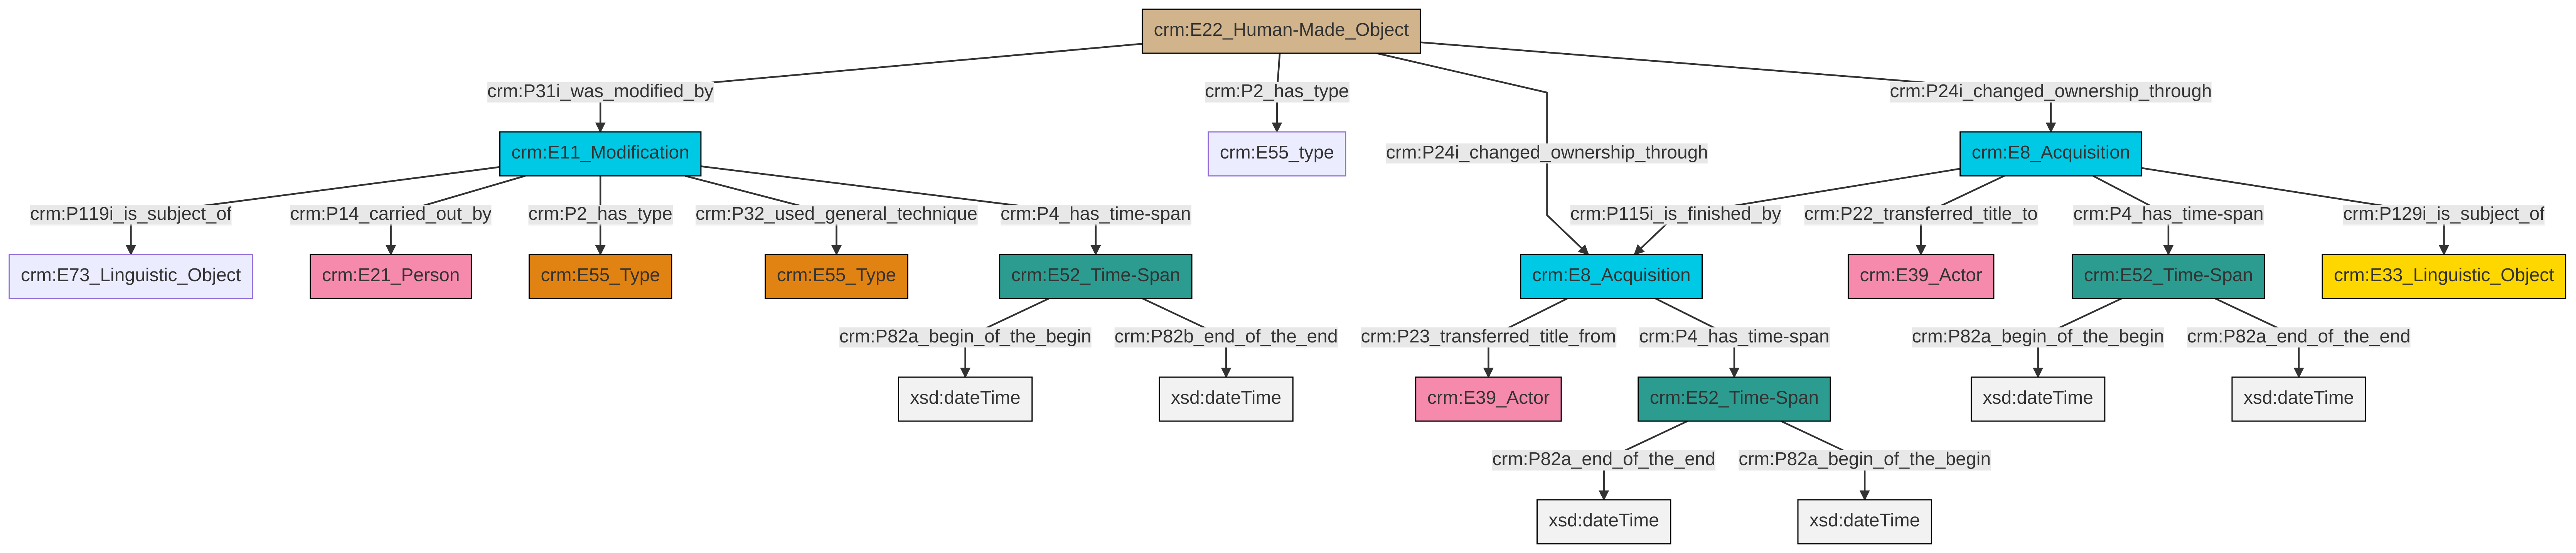 crm:E22_Human-Made_Object
crm:P31i_was_modified_by
crm:P2_has_type
crm:P24i_changed_ownership_through
crm:E11_Modification
crm:E55_type
crm:P24i_changed_ownership_through
crm:E8_Acquisition
crm:P119i_is_subject_of
crm:P14_carried_out_by
crm:P2_has_type
crm:P32_used_general_technique
crm:P4_has_time-span
crm:P115i_is_finished_by
crm:P22_transferred_title_to
crm:P4_has_time-span
crm:P129i_is_subject_of
crm:E73_Linguistic_Object
crm:E21_Person
crm:E55_Type
crm:E55_Type
crm:E52_Time-Span
crm:E8_Acquisition
crm:E39_Actor
crm:E52_Time-Span
crm:E33_Linguistic_Object
crm:P82a_begin_of_the_begin
crm:P82b_end_of_the_end
crm:P23_transferred_title_from
crm:P4_has_time-span
crm:P82a_begin_of_the_begin
crm:P82a_end_of_the_end
xsd:dateTime
xsd:dateTime
crm:E39_Actor
crm:E52_Time-Span
xsd:dateTime
xsd:dateTime
crm:P82a_end_of_the_end
crm:P82a_begin_of_the_begin
xsd:dateTime
xsd:dateTime